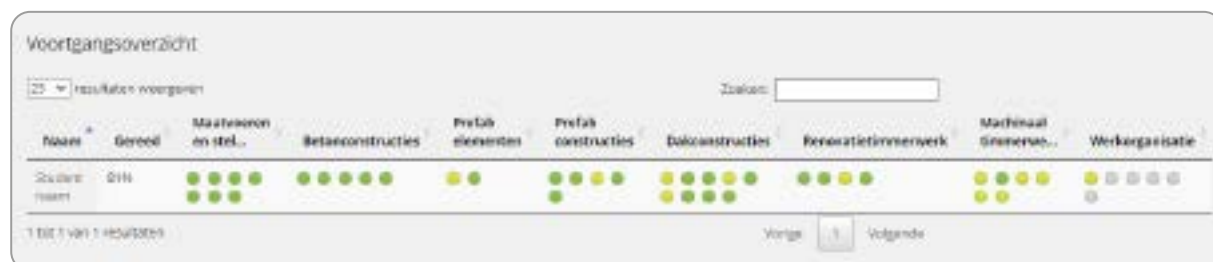 Voortgangsoverzicht
25 resultaten weergeven
Zoeken:
Naam Gereed Maatvoeren en stel... Betonconstructies Prefab elementen Prefab constructies Dakconstructies Renovatietimmerwerk Machinaal timmerwe... Werkorganisatie
Student naam
1 tot 1 van 1 resultaten
Vorige 1 Volgende